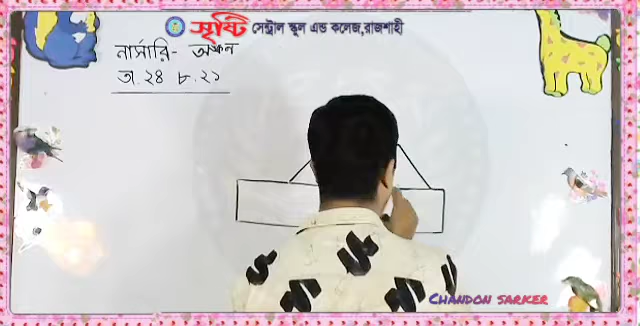 সৃষ্টি সেন্ট্রাল স্কুল এন্ড কলেজ,রাজশাহী
নার্সারি- অঙ্কন
তা. ২৪ ৮.২১
CHANDON SARKER